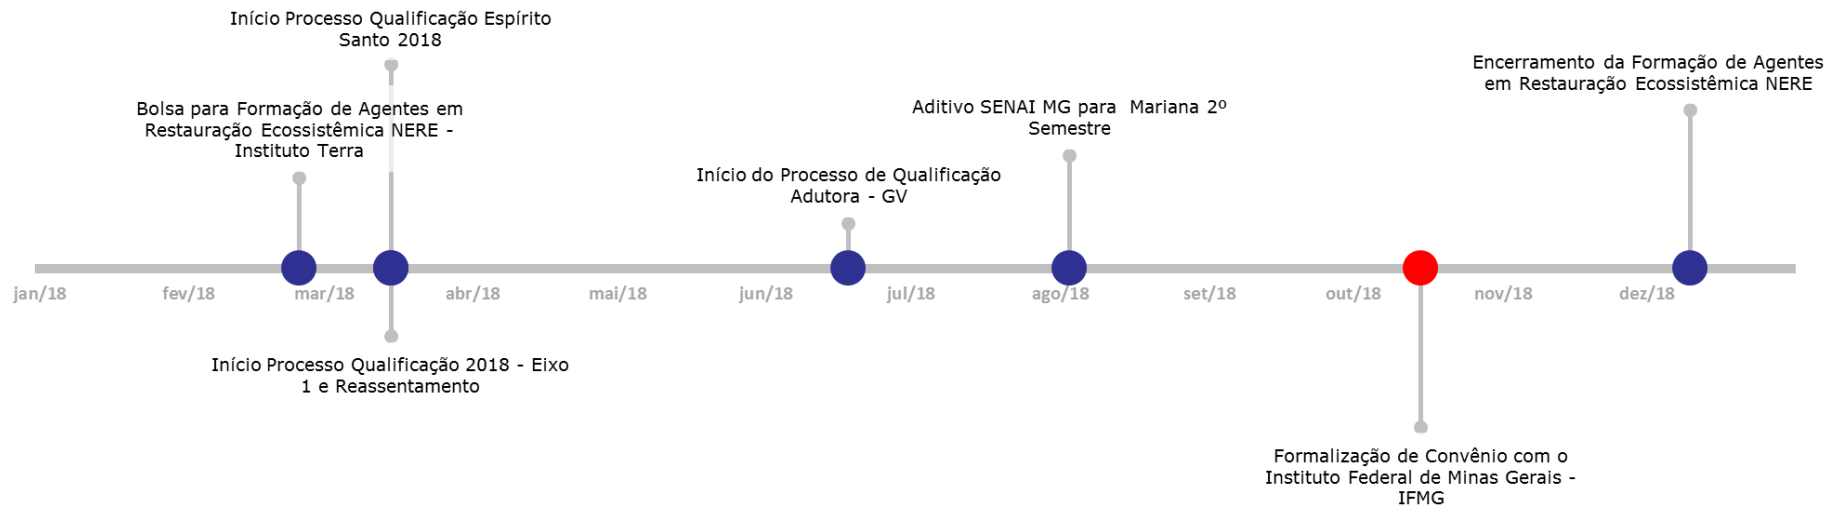 Início Processo Qualificação Espírito
Santo 2018
Bolsa para Formação de Agentes em
Restauração Ecossistêmica NERE -
Instituto Terra
Início do Processo de Qualificação
Adutora - GV
Aditivo SENAI MG para  Mariana 2º
Semestre
Encerramento da Formação de Agentes
em Restauração Ecossistêmica NERE
jan/18 fev/18 mar/18 abr/18 mai/18 jun/18 jul/18 ago/18 set/18 out/18 nov/18 dez/18
Início Processo Qualificação 2018 - Eixo
1 e Reassentamento
Formalização de Convênio com o
Instituto Federal de Minas Gerais -
IFMG